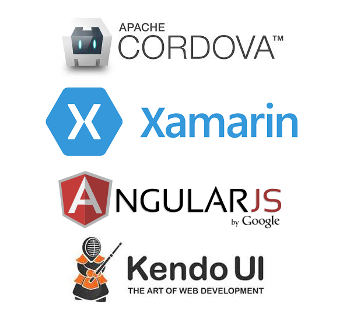 APACHE
CORDOVA™
X Xamarin
ANGULARJS
by Google
Kendo UI
THE ART OF WEB DEVELOPMENT